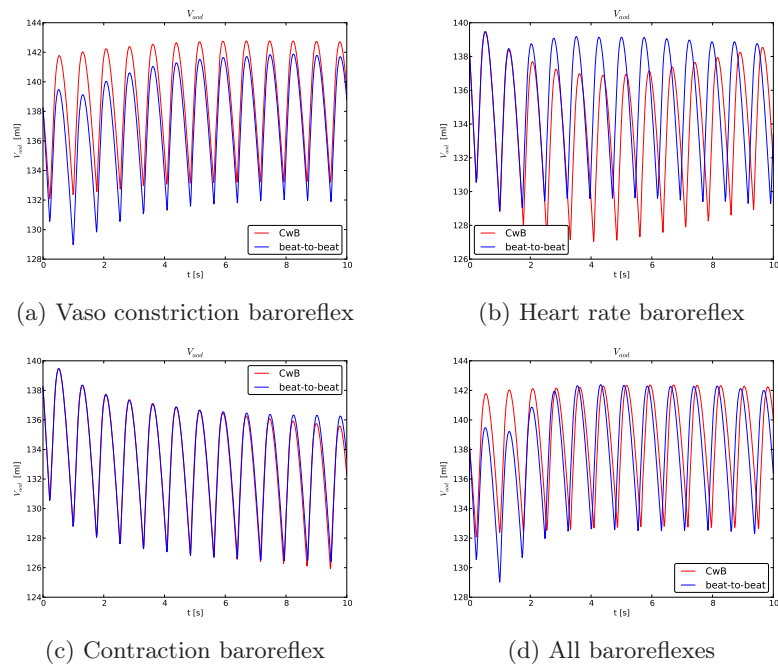 V_aod
V_aod
144
142
140
138
136
134
132
130
128
V_aod [ml]
0
2
4
6
8
10
t [s]
CwB
beat-to-beat
140
138
136
134
132
130
128
126
V_aod [ml]
0
2
4
6
8
10
t [s]
CwB
beat-to-beat
(a) Vaso constriction baroreflex
(b) Heart rate baroreflex
V_aod
V_aod
140
138
136
134
132
130
128
126
124
V_aod [ml]
0
2
4
6
8
10
t [s]
CwB
beat-to-beat
144
142
140
138
136
134
132
130
128
V_aod [ml]
0
2
4
6
8
10
t [s]
CwB
beat-to-beat
(c) Contraction baroreflex
(d) All baroreflexes